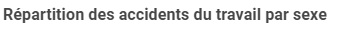 Répartition des accidents du travail par sexe